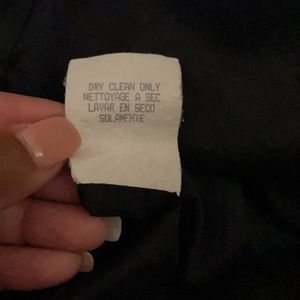 DRY CLEAN ONLY
NETTOYAGE A SEC
LAVAR EN SECO
SOLAMENTE